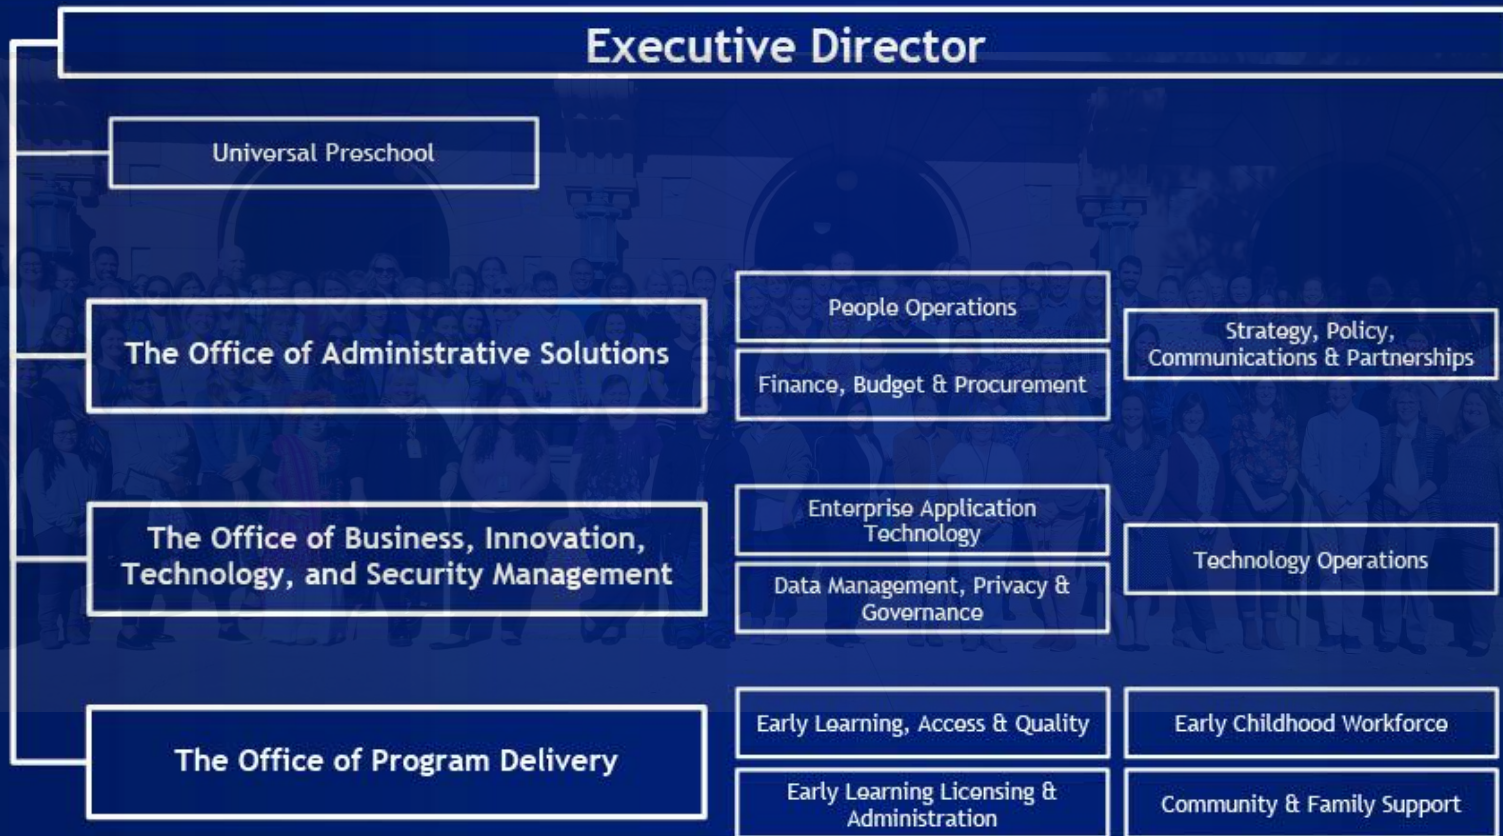 Executive Director
Universal Preschool
The Office of Administrative Solutions
People Operations
Finance, Budget & Procurement
Strategy, Policy,
Communications & Partnerships
The Office of Business, Innovation,
Technology, and Security Management
Enterprise Application
Technology
Data Management, Privacy &
Governance
Technology Operations
The Office of Program Delivery
Early Learning, Access & Quality
Early Childhood Workforce
Early Learning Licensing &
Administration
Community & Family Support